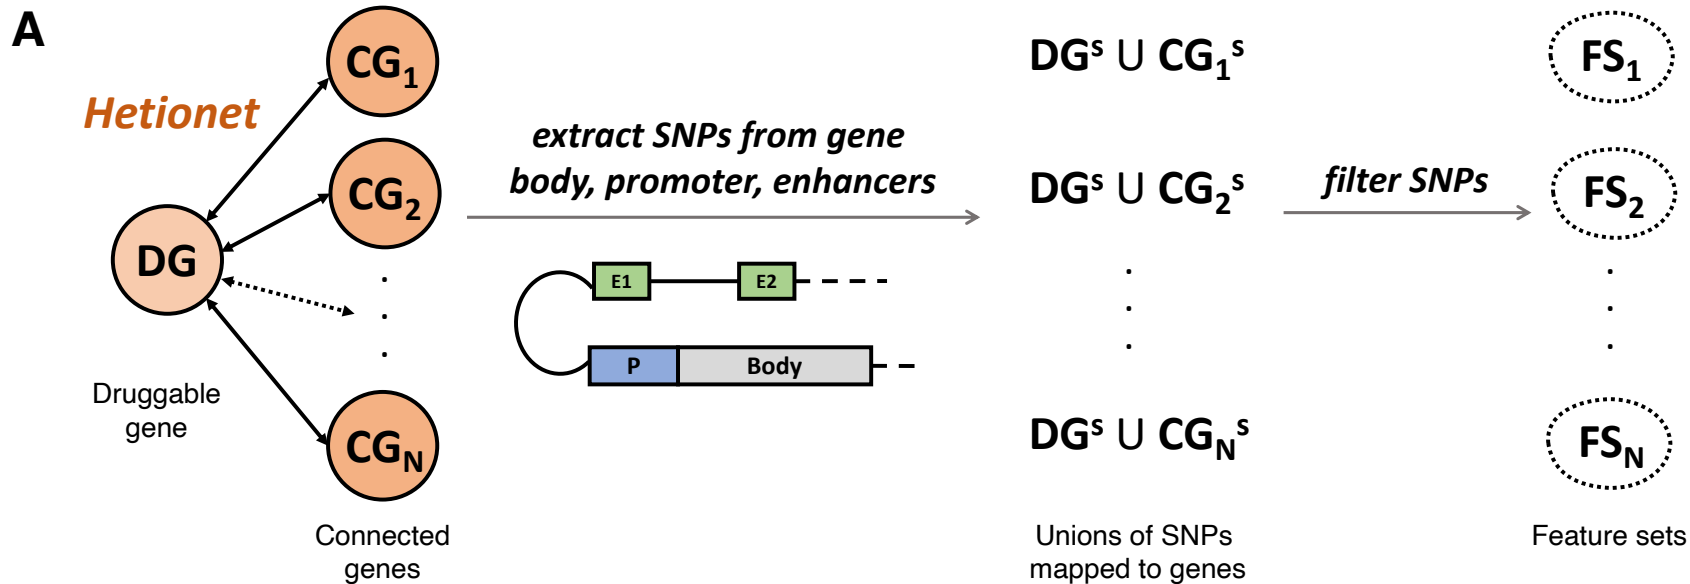 A
Hetionet
CG1
CG2
DG
.
.
.
CGN
Druggable
gene
Connected
genes
extract SNPs from gene
body, promoter, enhancers
E1
E2
P
Body
DGs U CG1s
DGs U CG2s
.
.
.
DGs U CGNs
Unions of SNPs
mapped to genes
filter SNPs
FS1
FS2
.
.
.
FSN
Feature sets